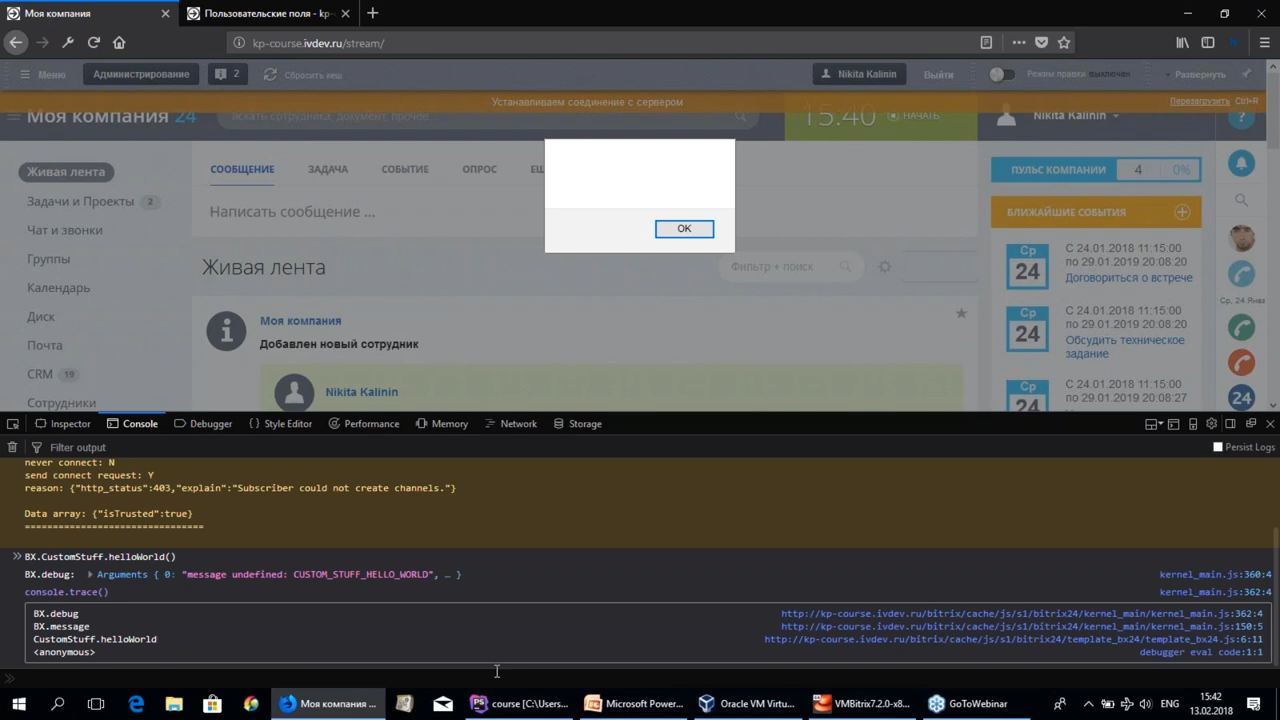 Моя компания
Пользовательские поля - kp-
kp-course.ivdev.ru/stream/
Меню
Администрирование
2
Сбросить кеш
Nikita Kalinin
Выйти
Режим правки выключен
Развернуть
Устанавливаем соединение с сервером
Перезагрузить Ctrl+R
Моя компания 24
искать сотрудника, документ, прочее...
15:40
НАЧАТЬ
Nikita Kalinin
?
Живая лента
Задачи и Проекты 2
Чат и звонки
Группы
Календарь
Диск
Почта
CRM 19
Сотрудники
СООБЩЕНИЕ
ЗАДАЧА
СОБЫТИЕ
ОПРОС
ЕЩ
Написать сообщение ...
Живая лента
Фильтр + поиск
Моя компания
Добавлен новый сотрудник
Nikita Kalinin
OK
ПУЛЬС КОМПАНИИ 4 0%
БЛИЖАЙШИЕ СОБЫТИЯ
Ср
24
С 24.01.2018 11:15:00
по 29.01.2019 20:08:20
Договориться о встрече
Ср
24
С 24.01.2018 11:15:00
по 29.01.2019 20:08:20
Обсудить техническое
задание
Ср
24
С 24.01.2018 11:15:00
по 29.01.2019 20:08:27
Ср, 24 Янва
24
Inspector
Console
Debugger
Style Editor
Performance
Memory
Network
Storage
Filter output
Persist Logs
never connect: N
send connect request: Y
reason: {"http_status":403,"explain":"Subscriber could not create channels."}
Data array: {"isTrusted":true}
================================
BX.CustomStuff.helloWorld()
BX.debug: Arguments { 0: "message undefined: CUSTOM_STUFF_HELLO_WORLD", … } kernel_main.js:360:4
console.trace() kernel_main.js:362:4
BX.debug http://kp-course.ivdev.ru/bitrix/cache/js/s1/bitrix24/kernel_main/kernel_main.js:362:4
BX.message http://kp-course.ivdev.ru/bitrix/cache/js/s1/bitrix24/kernel_main/kernel_main.js:150:5
CustomStuff.helloWorld http://kp-course.ivdev.ru/bitrix/cache/js/s1/bitrix24/template_bx24/template_bx24.js:6:11
<anonymous> debugger eval code:1:1
Моя компания ...
course [C:\Users...
Microsoft Power...
Oracle VM Virtu...
VMBitrix7.2.0-x8...
GoToWebinar
15:42
13.02.2018